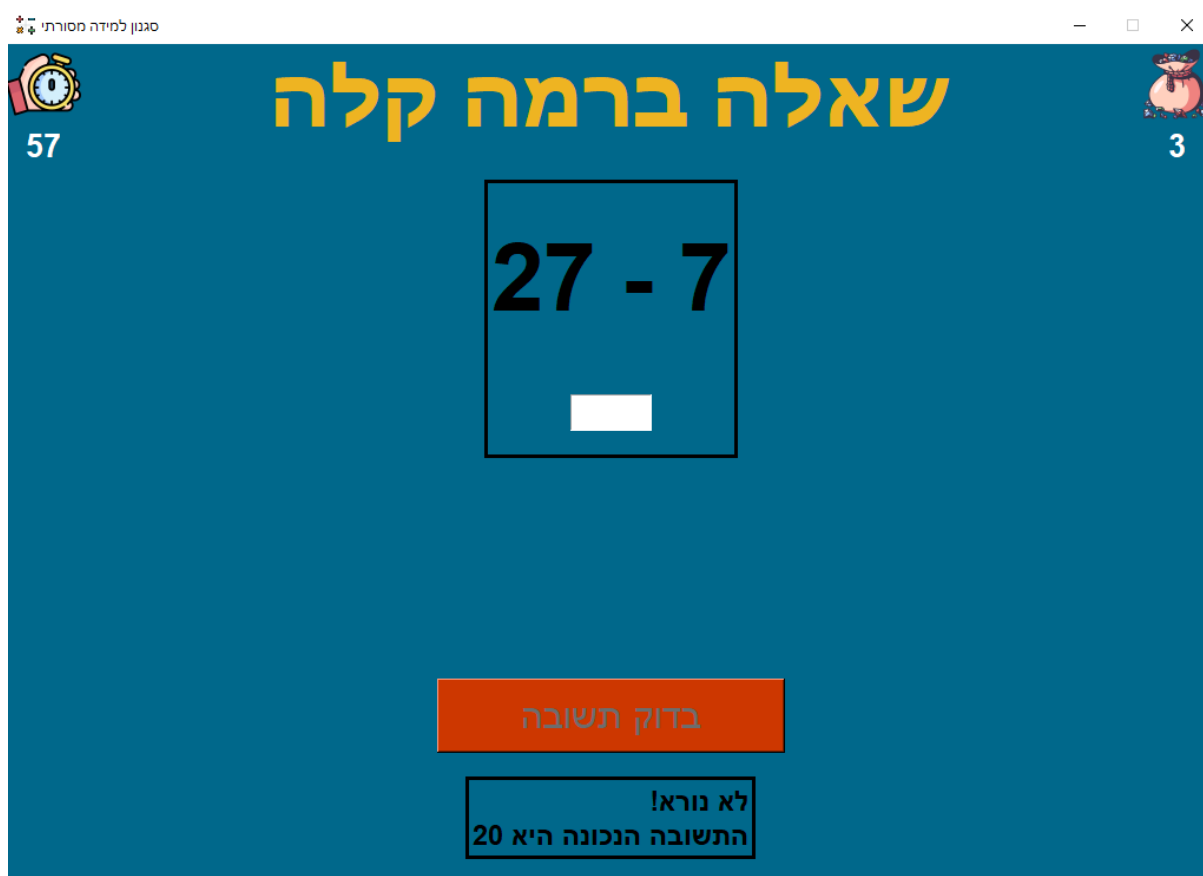 סגנון למידה מסורתי
שאלה ברמה קלה
57
3
27 - 7
בדוק תשובה
לא נורא!
התשובה הנכונה היא 20